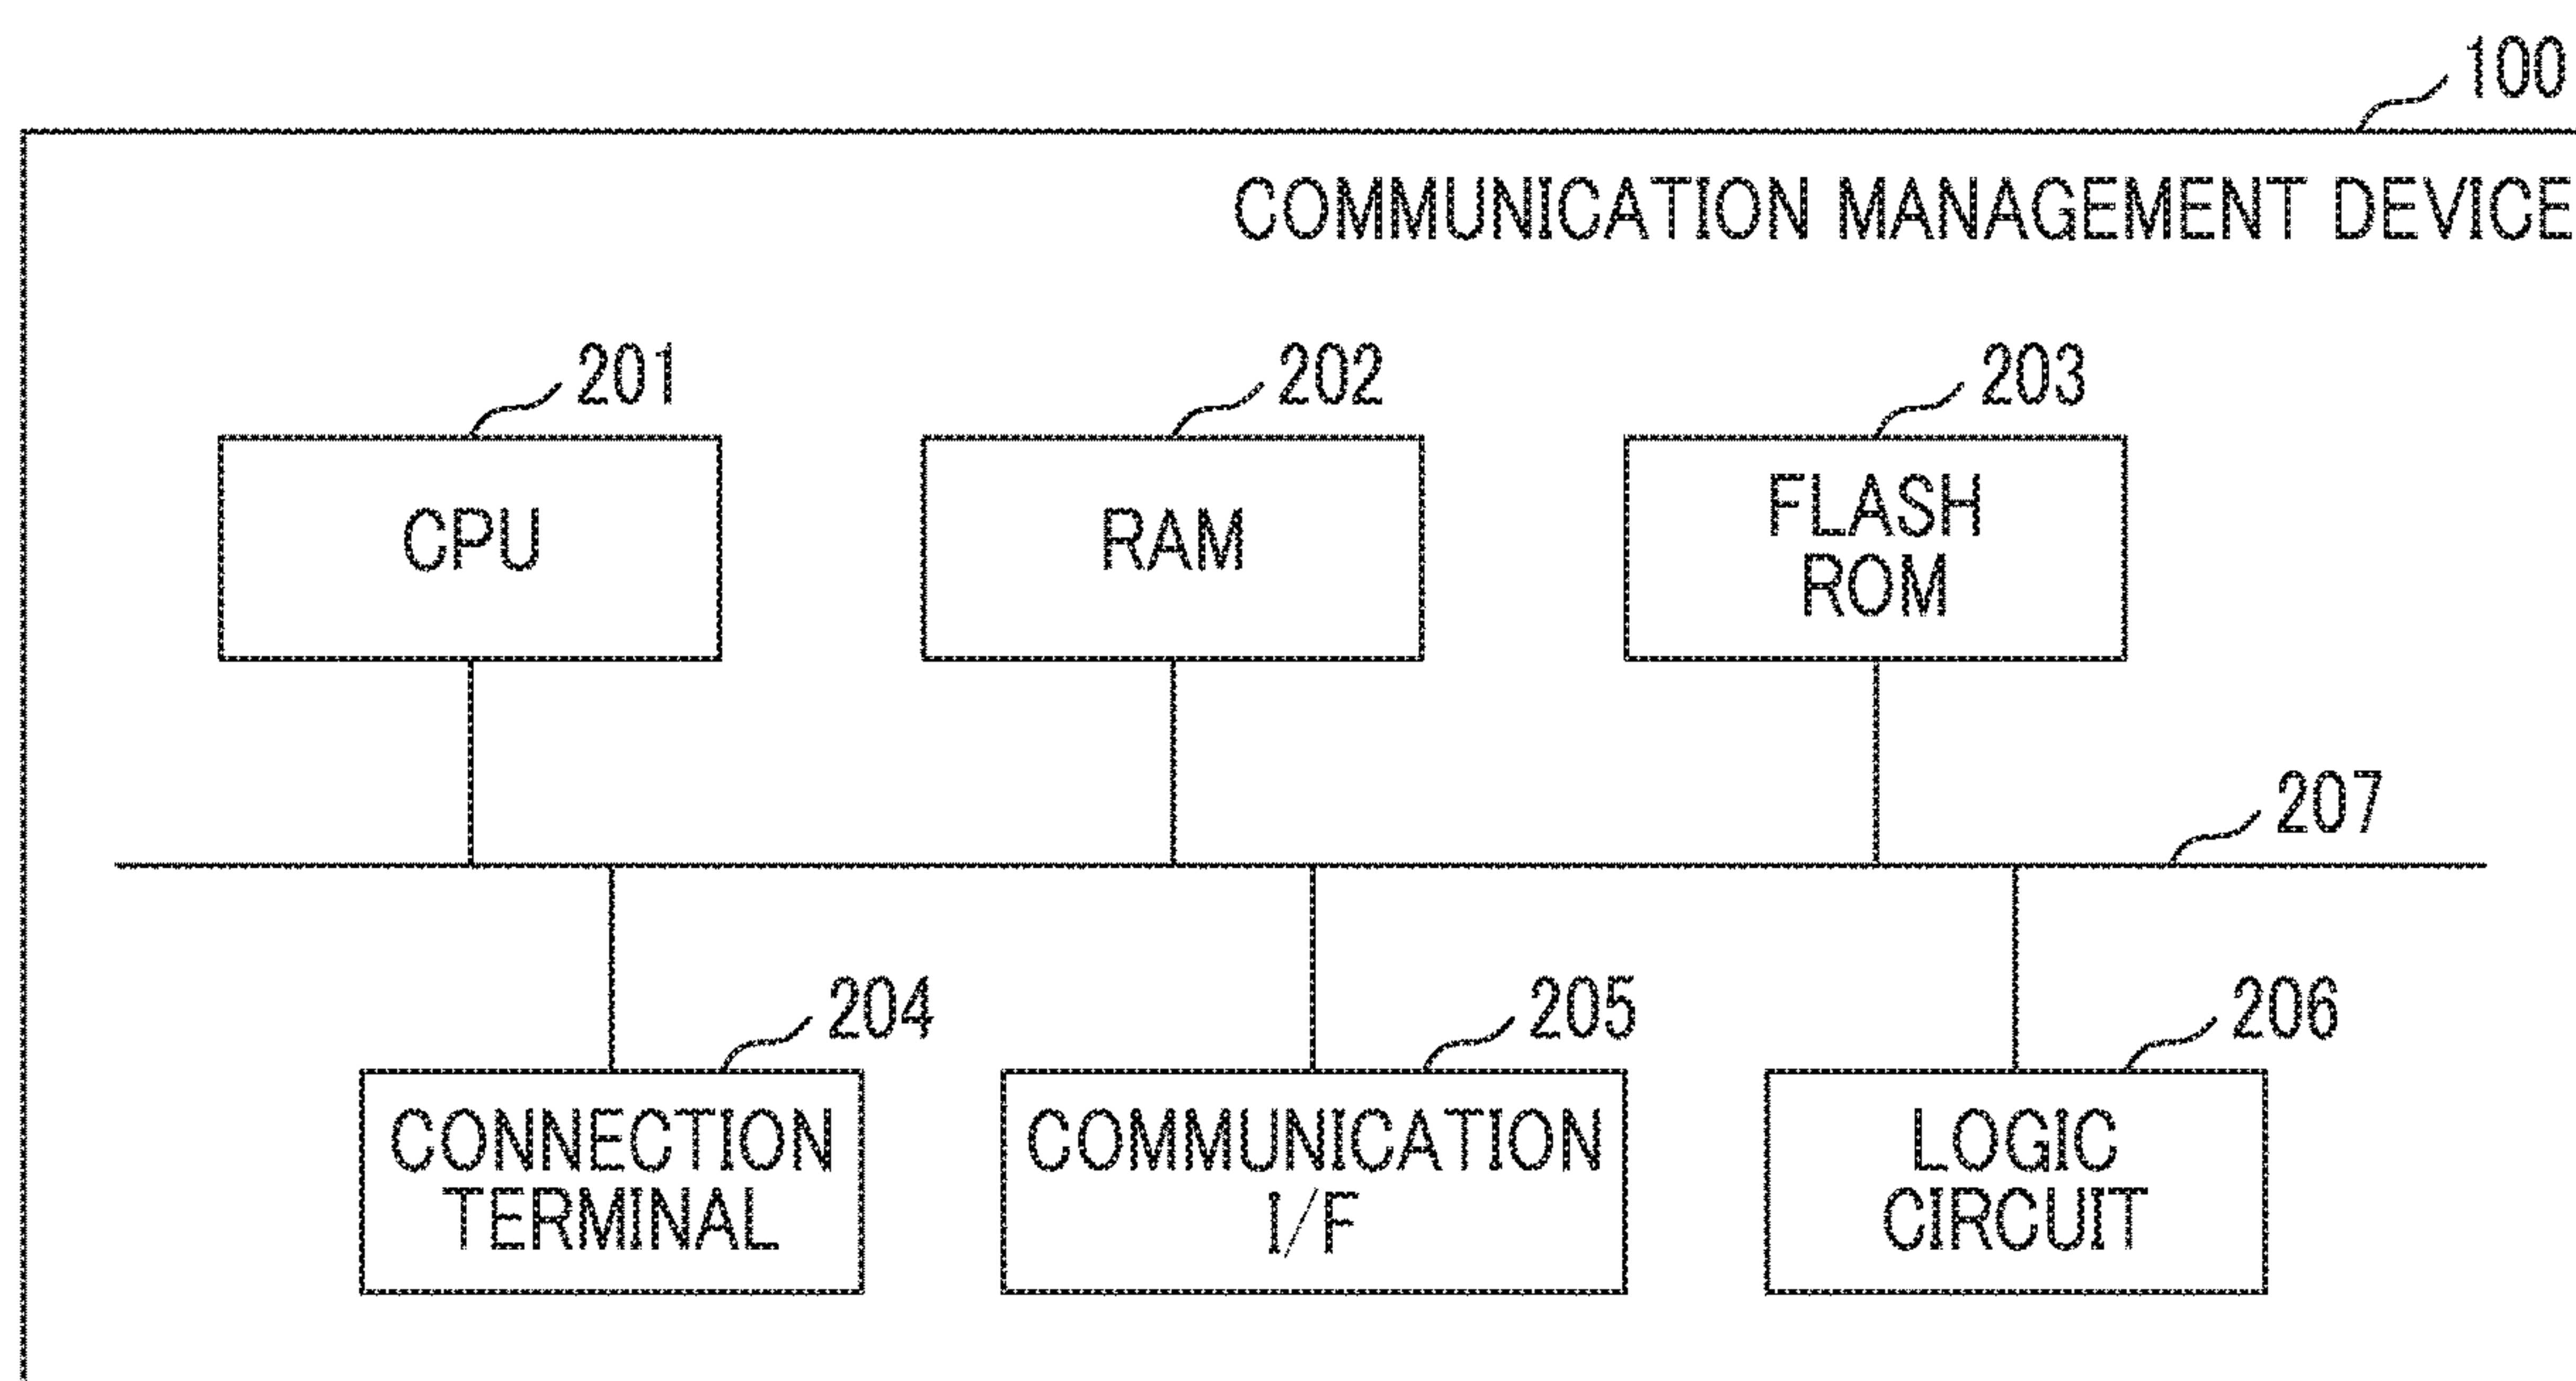 100
COMMUNICATION MANAGEMENT DEVICE
201
202
203
CPU
RAM
FLASH
ROM
207
204
205
206
CONNECTION
TERMINAL
COMMUNICATION
I/F
LOGIC
CIRCUIT